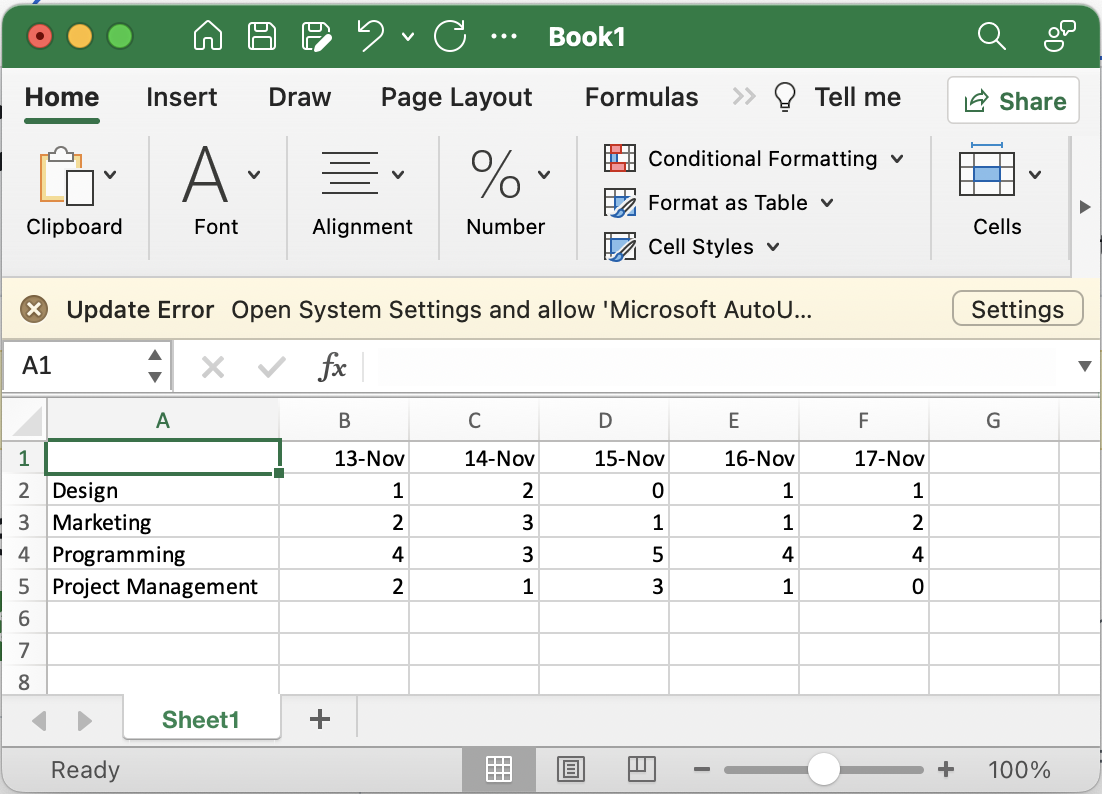 Book1
Home Insert Draw Page Layout Formulas Tell me Share
Clipboard Font Alignment Number Conditional Formatting Format as Table Cell Styles Cells
Update Error Open System Settings and allow 'Microsoft AutoU... Settings
A1 fx
A B C D E F G
1 13-Nov 14-Nov 15-Nov 16-Nov 17-Nov
2 Design 1 2 0 1 1
3 Marketing 2 3 1 1 2
4 Programming 4 3 5 4 4
5 Project Management 2 1 3 1 0
6
7
8
Sheet1
Ready 100%